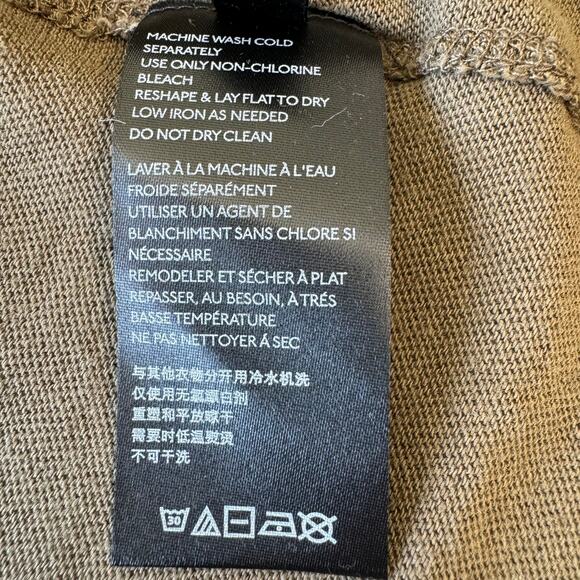 MACHINE WASH COLD
SEPARATELY
USE ONLY NON-CHLORINE
BLEACH
RESHAPE & LAY FLAT TO DRY
LOW IRON AS NEEDED
DO NOT DRY CLEAN
LAVER À LA MACHINE À L'EAU
FROIDE SÉPARÉMENT
UTILISER UN AGENT DE
BLANCHIMENT SANS CHLORE SI
NÉCESSAIRE
REMODELER ET SÉCHER À PLAT
REPASSER, AU BESOIN, À TRÉS
BASSE TEMPÉRATURE
NE PAS NETTOYER Á SEC
与其他衣物分开用冷水机洗
仅使用无氯漂白剂
重塑和平放晾干
需要时低温熨烫
不可干洗
30